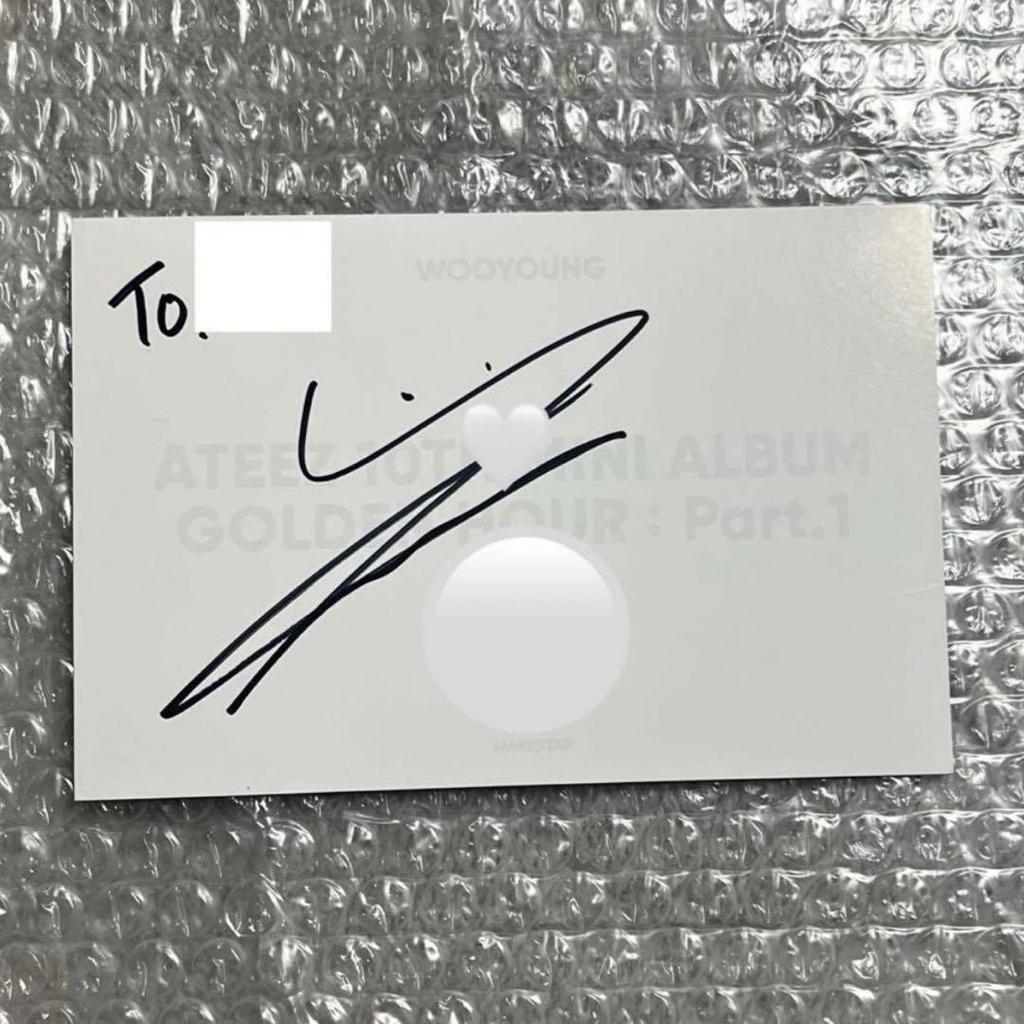 WOOYOUNG
To.
ATEEZ 10TH MINI ALBUM
GOLDEN HOUR : Part.1
MAKESTAR